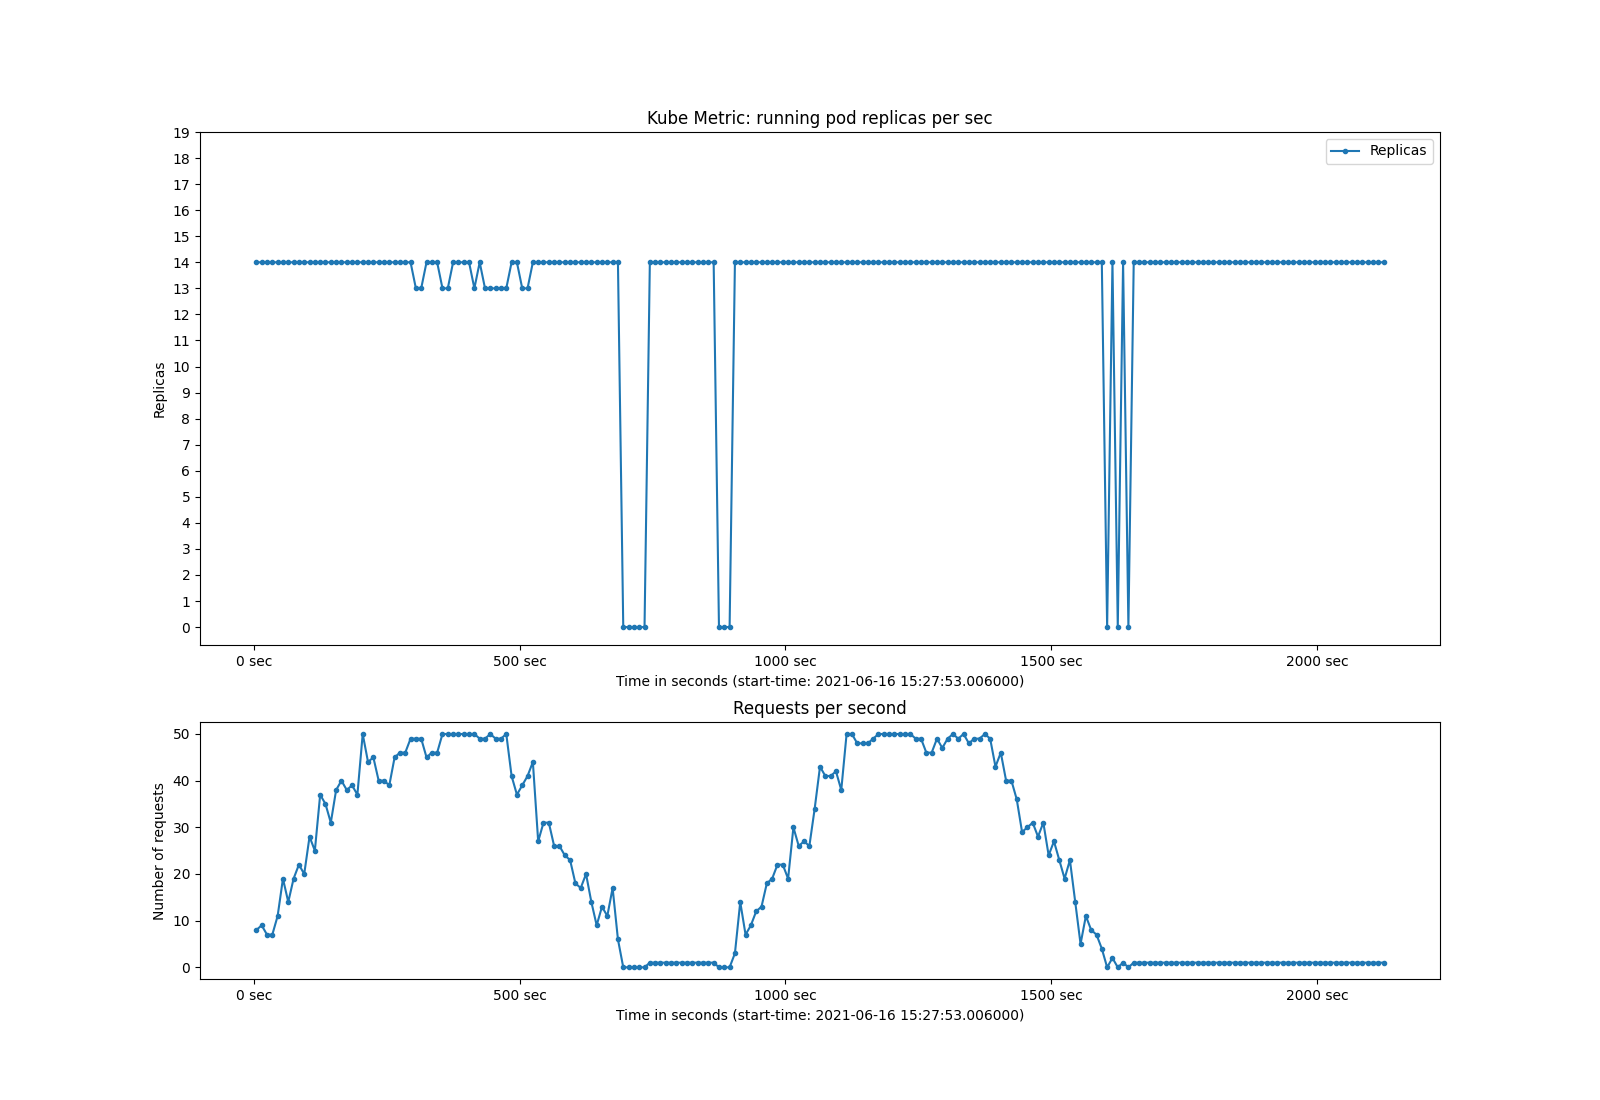 Kube Metric: running pod replicas per sec
19
18
17
16
15
14
13
12
11
10
9
8
7
6
5
4
3
2
1
0
Replicas
Replicas
0 sec 500 sec 1000 sec 1500 sec 2000 sec
Time in seconds (start-time: 2021-06-16 15:27:53.006000)
Requests per second
50
40
30
20
10
0
Number of requests
0 sec 500 sec 1000 sec 1500 sec 2000 sec
Time in seconds (start-time: 2021-06-16 15:27:53.006000)